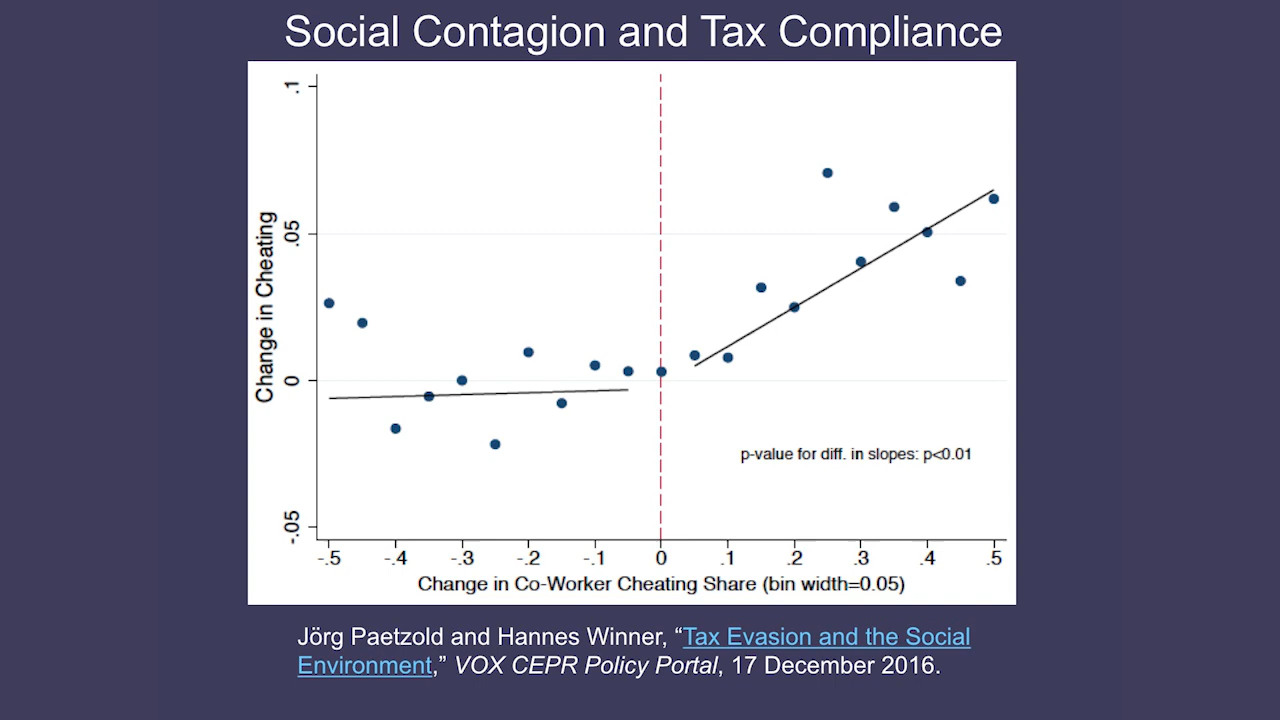 Social Contagion and Tax Compliance
.1
.05
0
-.05
Change in Cheating
p-value for diff. in slopes: p<0.01
-.5 -.4 -.3 -.2 -.1 0 .1 .2 .3 .4 .5
Change in Co-Worker Cheating Share (bin width=0.05)
Jörg Paetzold and Hannes Winner, “Tax Evasion and the Social
Environment,” VOX CEPR Policy Portal, 17 December 2016.